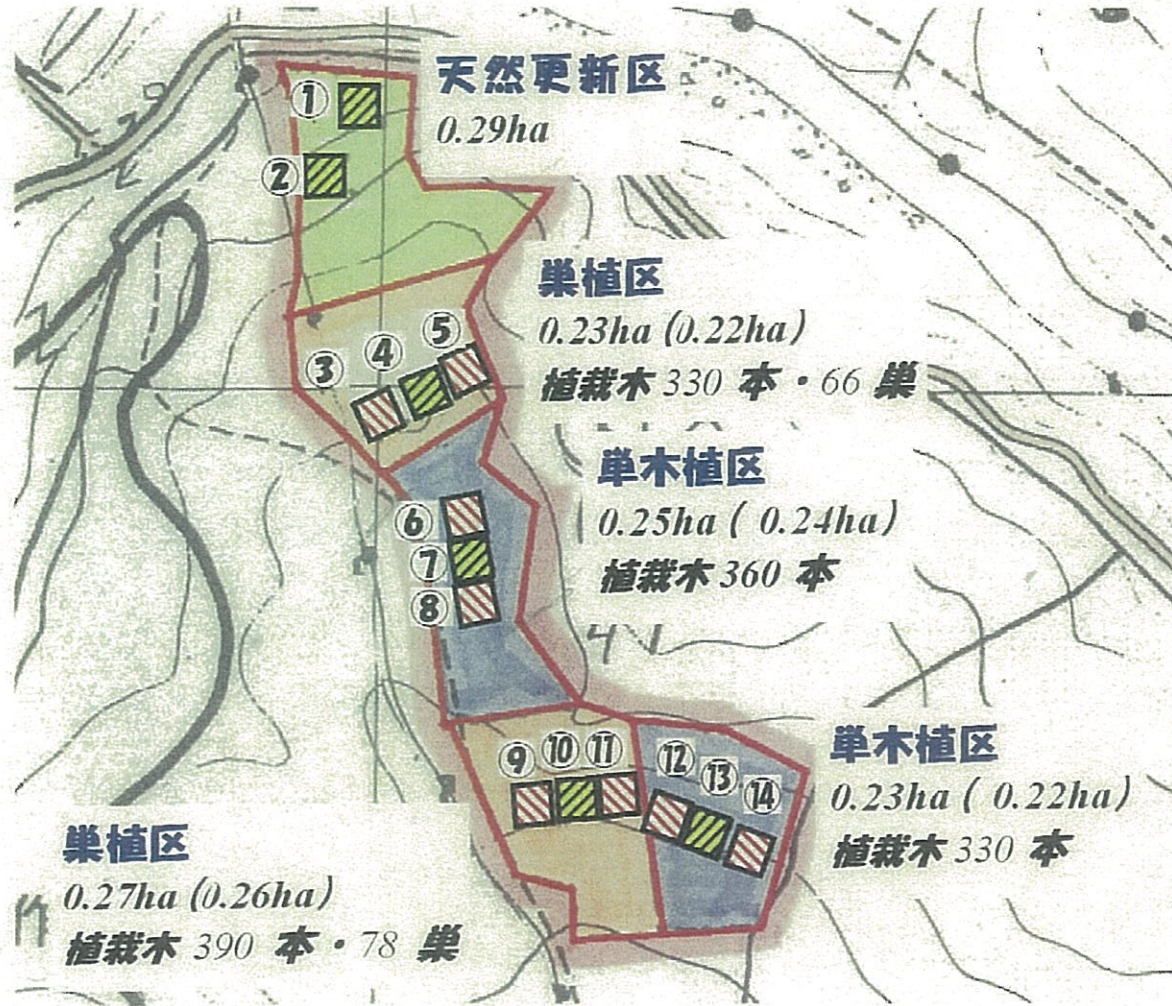 天然更新区
0.29ha
①
②
巣植区
0.23ha (0.22ha)
植栽木 330 本・66 巣
③ ④ ⑤
単木植区
0.25ha ( 0.24ha)
植栽木 360 本
⑥
⑦
⑧
単木植区
0.23ha ( 0.22ha)
植栽木 330 本
⑨ ⑩ ⑪ ⑫ ⑬ ⑭
巣植区
0.27ha (0.26ha)
植栽木 390 本・78 巣